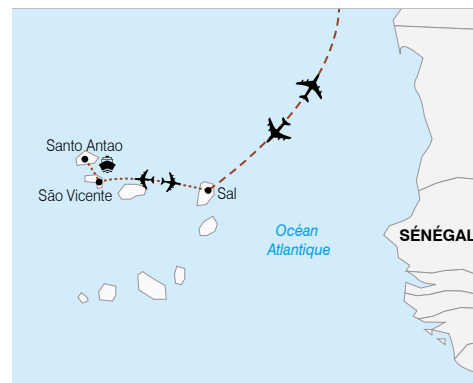 Santo Antao
São Vicente
Sal
Océan
Atlantique
SÉNÉGAL